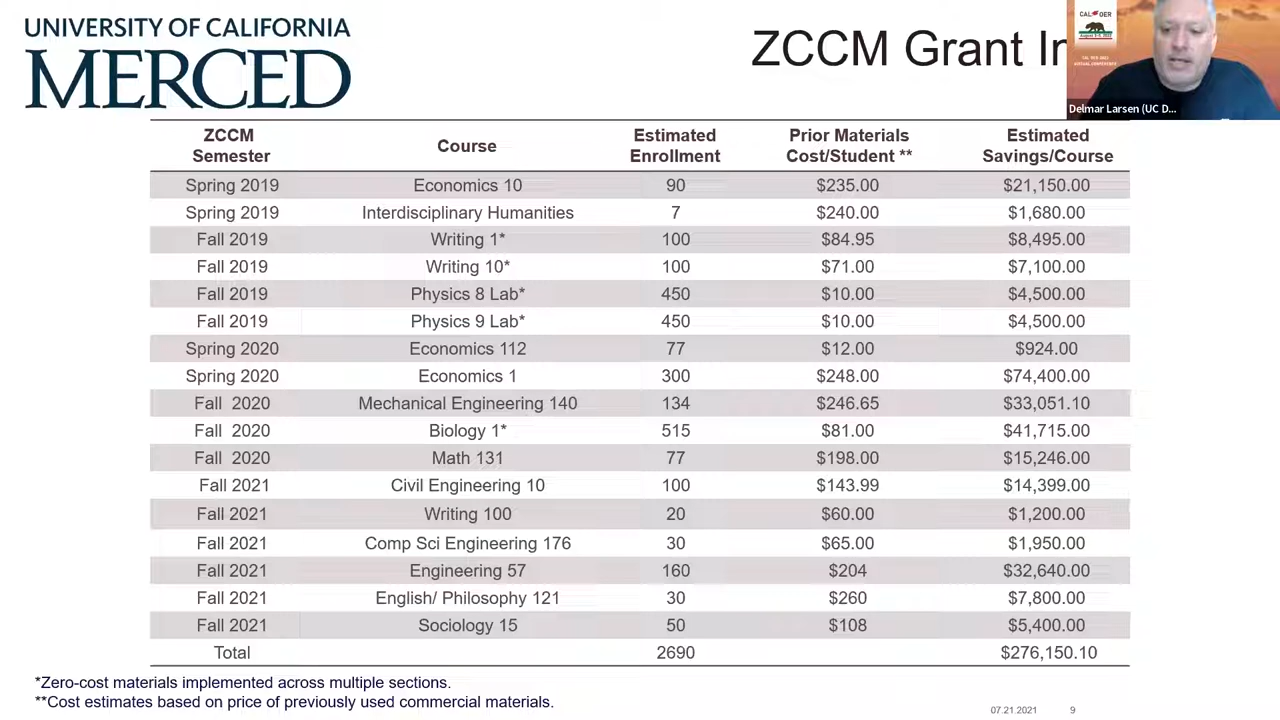 UNIVERSITY OF CALIFORNIA
MERCED
ZCCM Grant
CAL OER
August 5-6, 2021
CAL OER 2021
ANNUAL CONFERENCE
Delmar Larsen (UC D...
ZCCM Semester Course Estimated Enrollment Prior Materials Cost/Student ** Estimated Savings/Course
Spring 2019 Economics 10 90 $235.00 $21,150.00
Spring 2019 Interdisciplinary Humanities 7 $240.00 $1,680.00
Fall 2019 Writing 1* 100 $84.95 $8,495.00
Fall 2019 Writing 10* 100 $71.00 $7,100.00
Fall 2019 Physics 8 Lab* 450 $10.00 $4,500.00
Fall 2019 Physics 9 Lab* 450 $10.00 $4,500.00
Spring 2020 Economics 112 77 $12.00 $924.00
Spring 2020 Economics 1 300 $248.00 $74,400.00
Fall 2020 Mechanical Engineering 140 134 $246.65 $33,051.10
Fall 2020 Biology 1* 515 $81.00 $41,715.00
Fall 2020 Math 131 77 $198.00 $15,246.00
Fall 2021 Civil Engineering 10 100 $143.99 $14,399.00
Fall 2021 Writing 100 20 $60.00 $1,200.00
Fall 2021 Comp Sci Engineering 176 30 $65.00 $1,950.00
Fall 2021 Engineering 57 160 $204 $32,640.00
Fall 2021 English/ Philosophy 121 30 $260 $7,800.00
Fall 2021 Sociology 15 50 $108 $5,400.00
Total 2690 $276,150.10
*Zero-cost materials implemented across multiple sections.
**Cost estimates based on price of previously used commercial materials.
07.21.2021 9